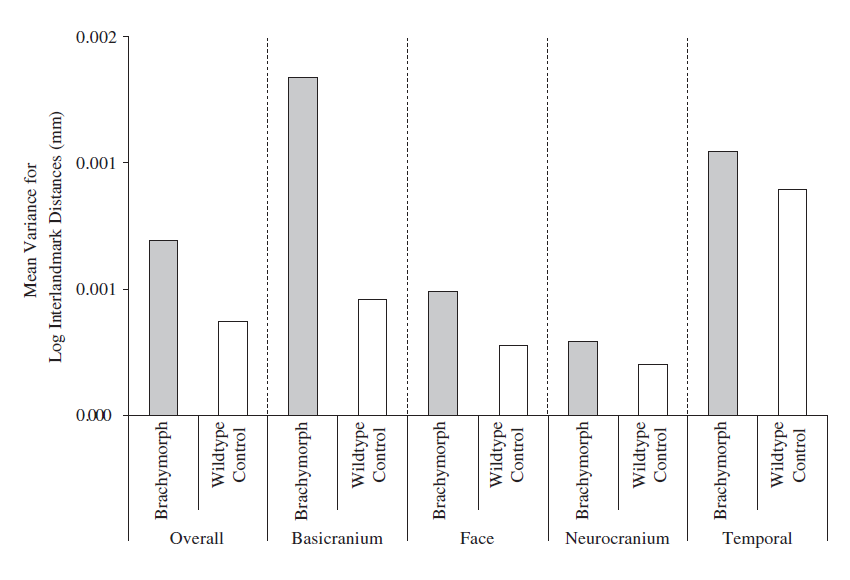 Mean Variance for
Log Interlandmark Distances (mm)
0.002
0.001
0.001
0.000
Brachymorph
Wildtype
Control
Brachymorph
Wildtype
Control
Brachymorph
Wildtype
Control
Brachymorph
Wildtype
Control
Brachymorph
Wildtype
Control
Overall
Basicranium
Face
Neurocranium
Temporal